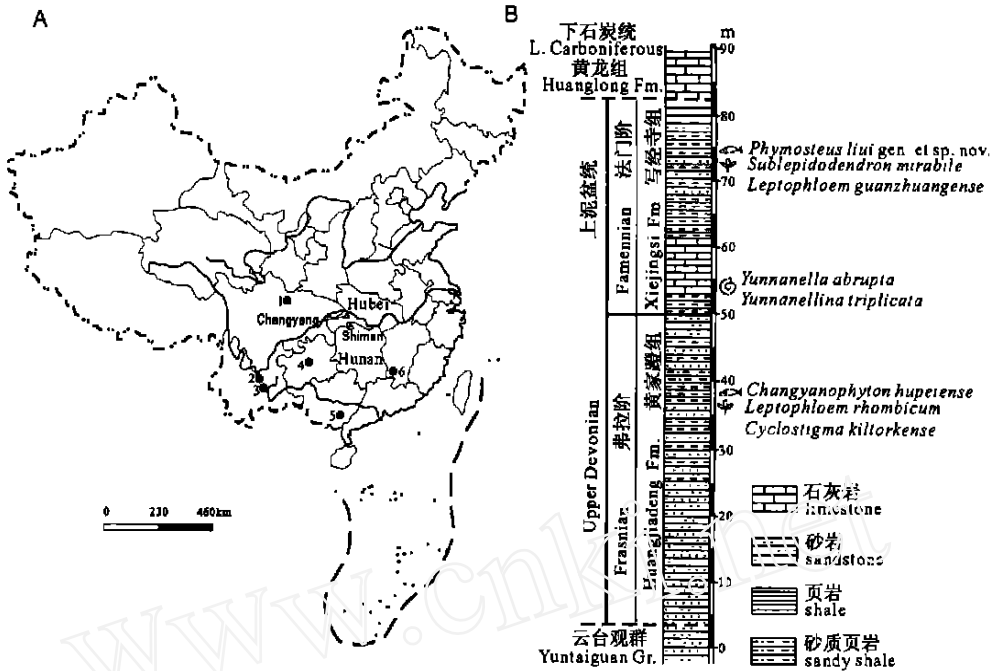 A
Hubei
1
Changyang
Shimen
Hunan
4
6
2
3
5
0 230 460km
B
下石炭统
L. Carboniferous
黄龙组
Huanglong Fm.
上泥盆统
Upper Devonian
法门阶
Famennian
写经寺组
Xiejingsi Fm
弗拉阶
Frasnian
黄家磴组
Huangjiadeng Fm.
云台观群
Yuntaiguan Gr.
m
90
80
70
60
50
40
30
20
10
0
Phymosteus liui gen. et sp. nov.
Sublepidodendron mirabile
Leptophloem guanzhuangense
Yunnanella abrupta
Yunnanellina triplicata
Changyanophyton hupeiense
Leptophloem rhombicum
Cyclostigma kiltorkense
石灰岩
limestone
砂岩
sandstone
页岩
shale
砂质页岩
sandy shale
www.cnki.net